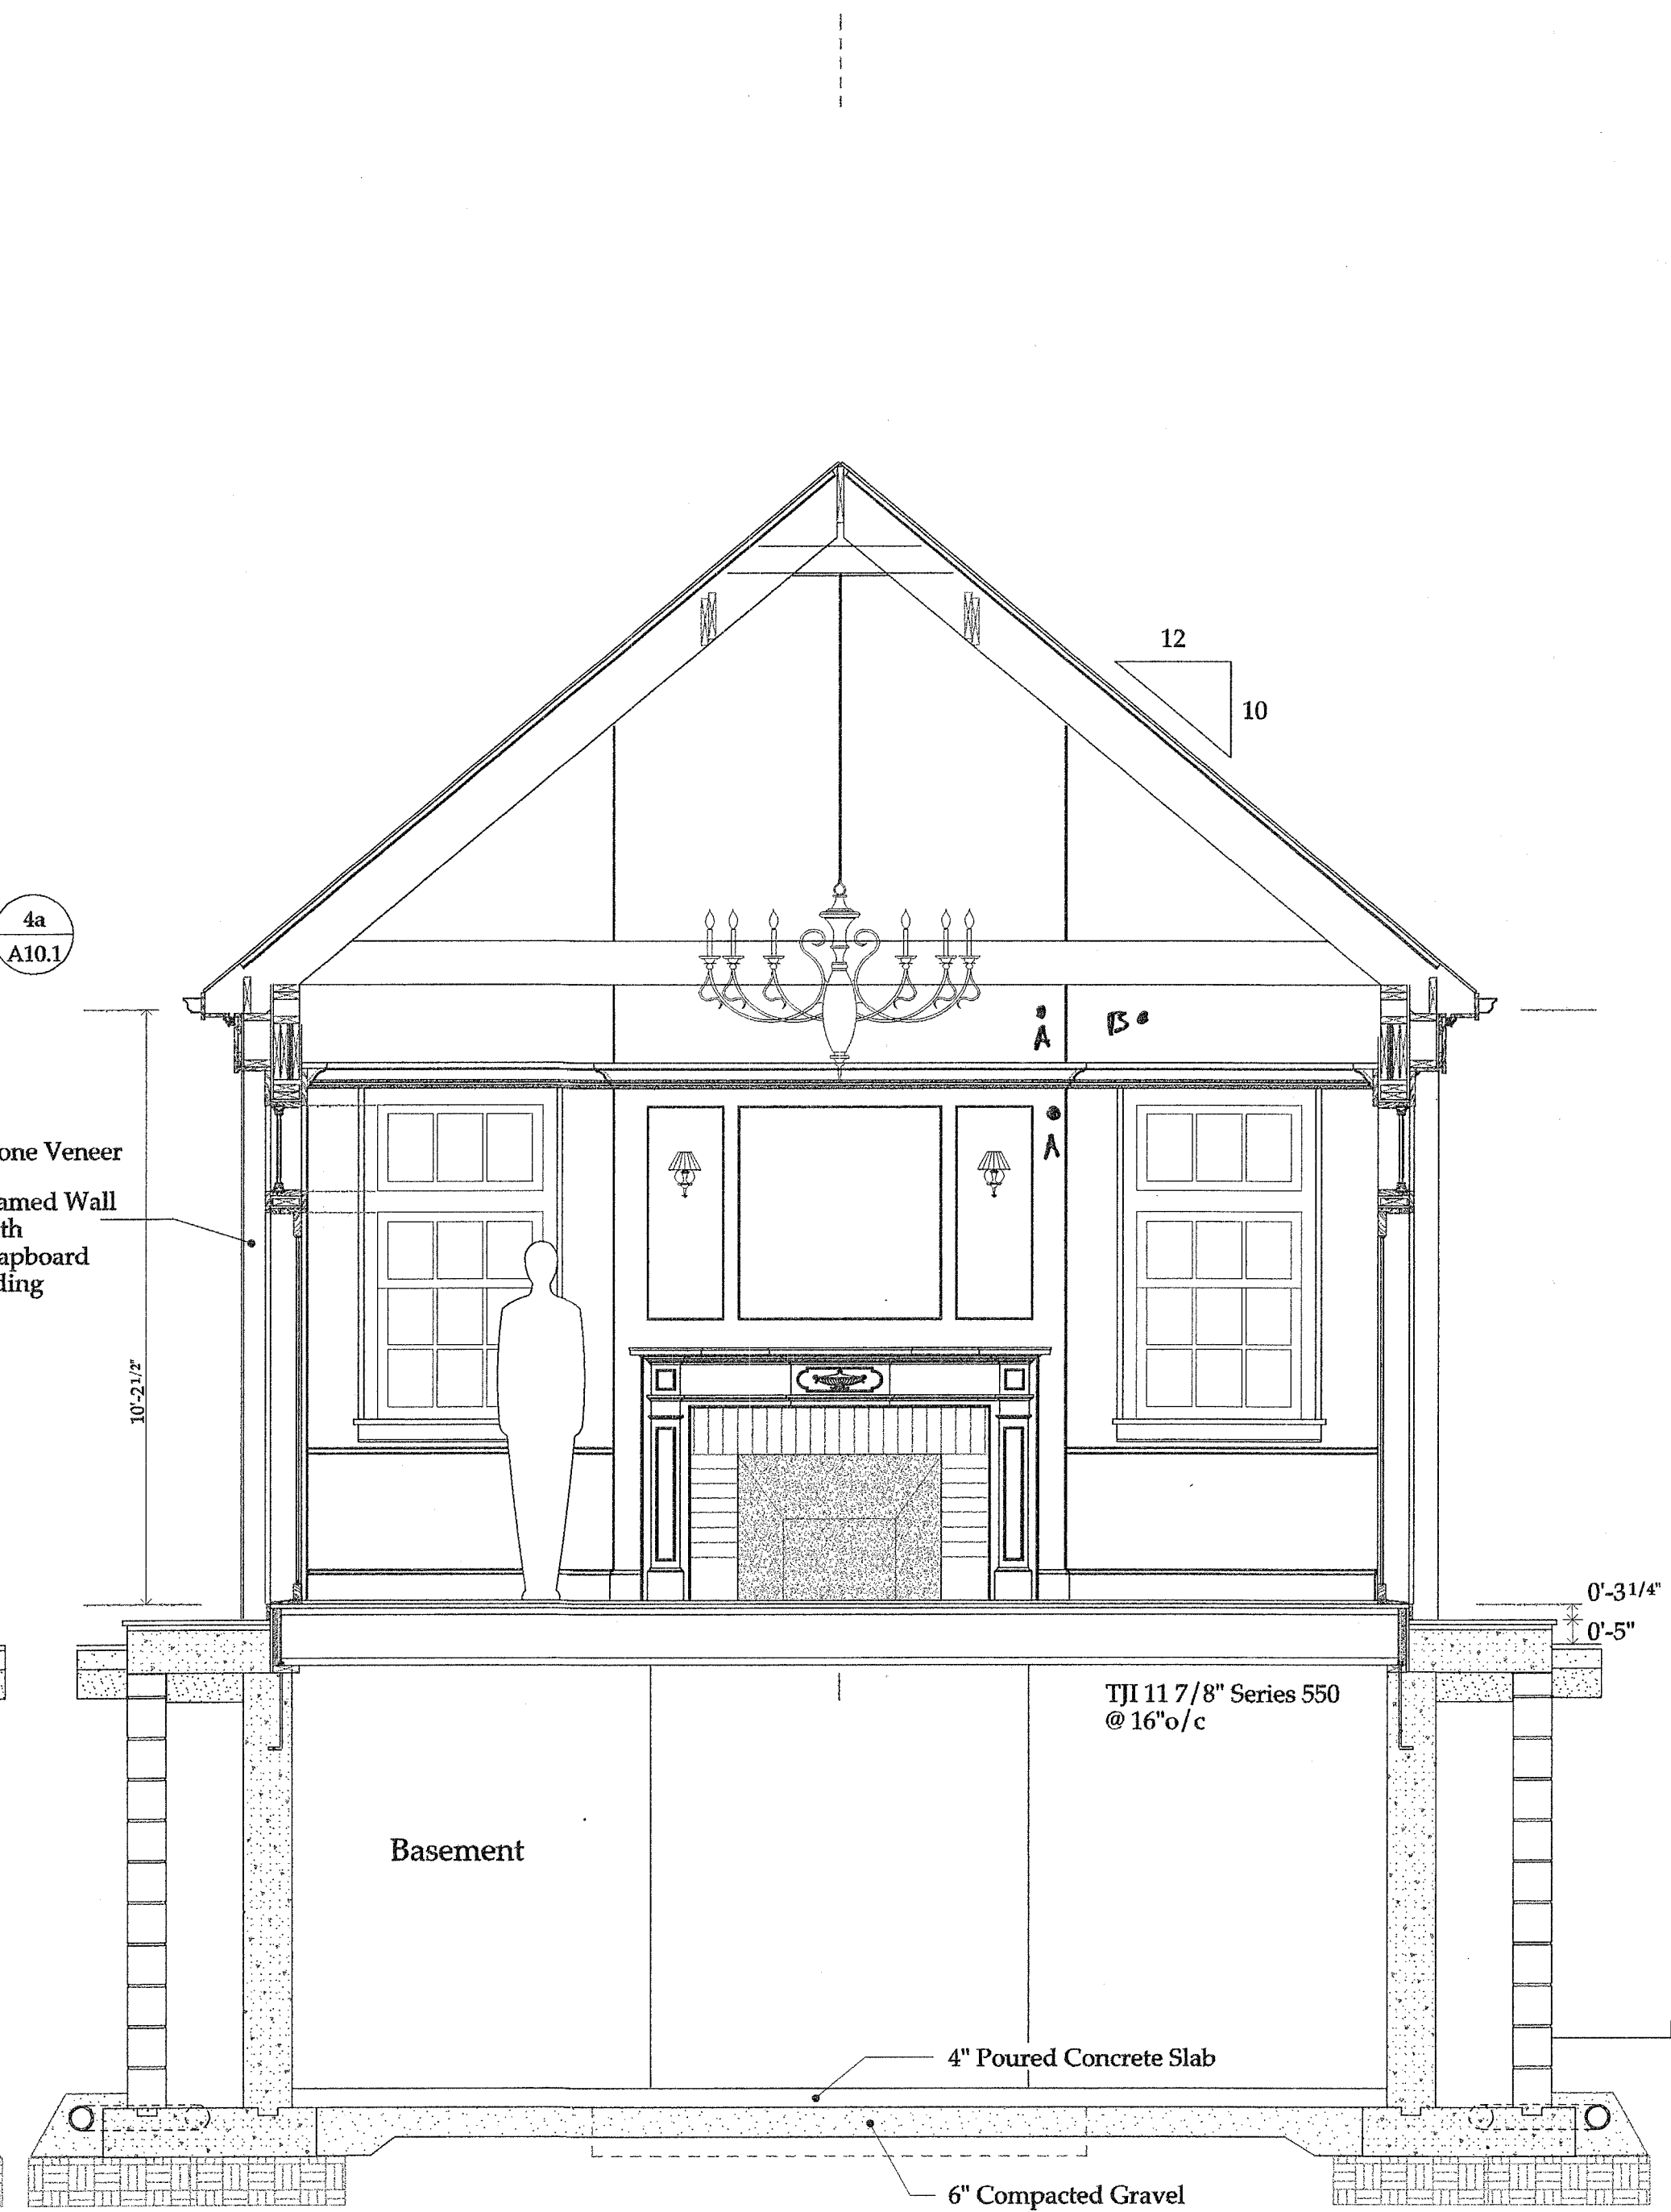 12
10
4a
A10.1
A
B
A
one Veneer
amed Wall
th
apboard
ding
10'-2 1/2"
0'-3 1/4"
0'-5"
TJI 11 7/8" Series 550
@ 16"o/c
Basement
4" Poured Concrete Slab
6" Compacted Gravel